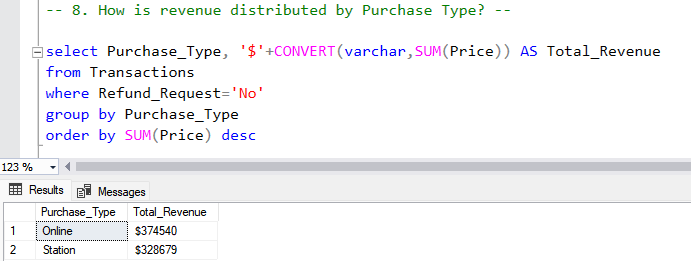 -- 8. How is revenue distributed by Purchase Type? --
select Purchase_Type, '$'+CONVERT(varchar,SUM(Price)) AS Total_Revenue
from Transactions
where Refund_Request='No'
group by Purchase_Type
order by SUM(Price) desc
123 %
Results Messages
Purchase_Type Total_Revenue
1 Online $374540
2 Station $328679